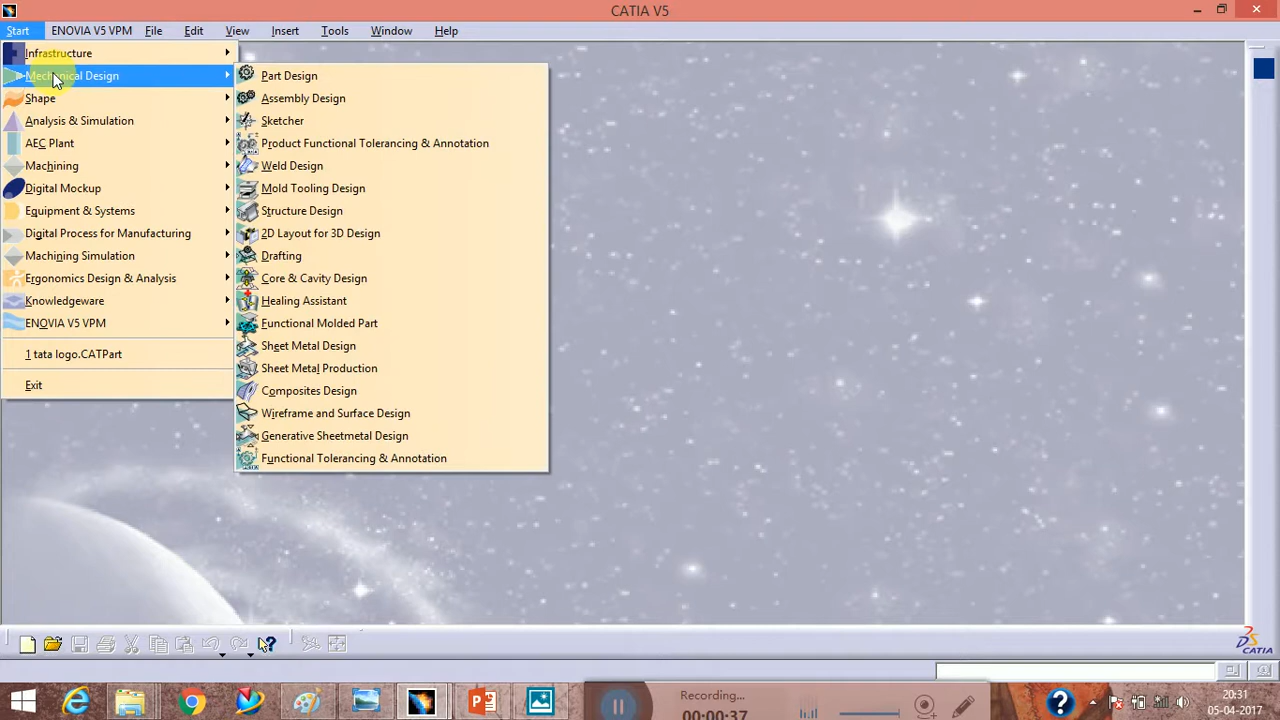 CATIA V5
Start ENOVIA V5 VPM File Edit View Insert Tools Window Help
Infrastructure
Mechanical Design
Shape
Analysis & Simulation
AEC Plant
Machining
Digital Mockup
Equipment & Systems
Digital Process for Manufacturing
Machining Simulation
Ergonomics Design & Analysis
Knowledgeware
ENOVIA V5 VPM
1 tata logo.CATPart
Exit
Part Design
Assembly Design
Sketcher
Product Functional Tolerancing & Annotation
Weld Design
Mold Tooling Design
Structure Design
2D Layout for 3D Design
Drafting
Core & Cavity Design
Healing Assistant
Functional Molded Part
Sheet Metal Design
Sheet Metal Production
Composites Design
Wireframe and Surface Design
Generative Sheetmetal Design
Functional Tolerancing & Annotation
CATIA
Recording...
00:00:37
20:31
05-04-2017